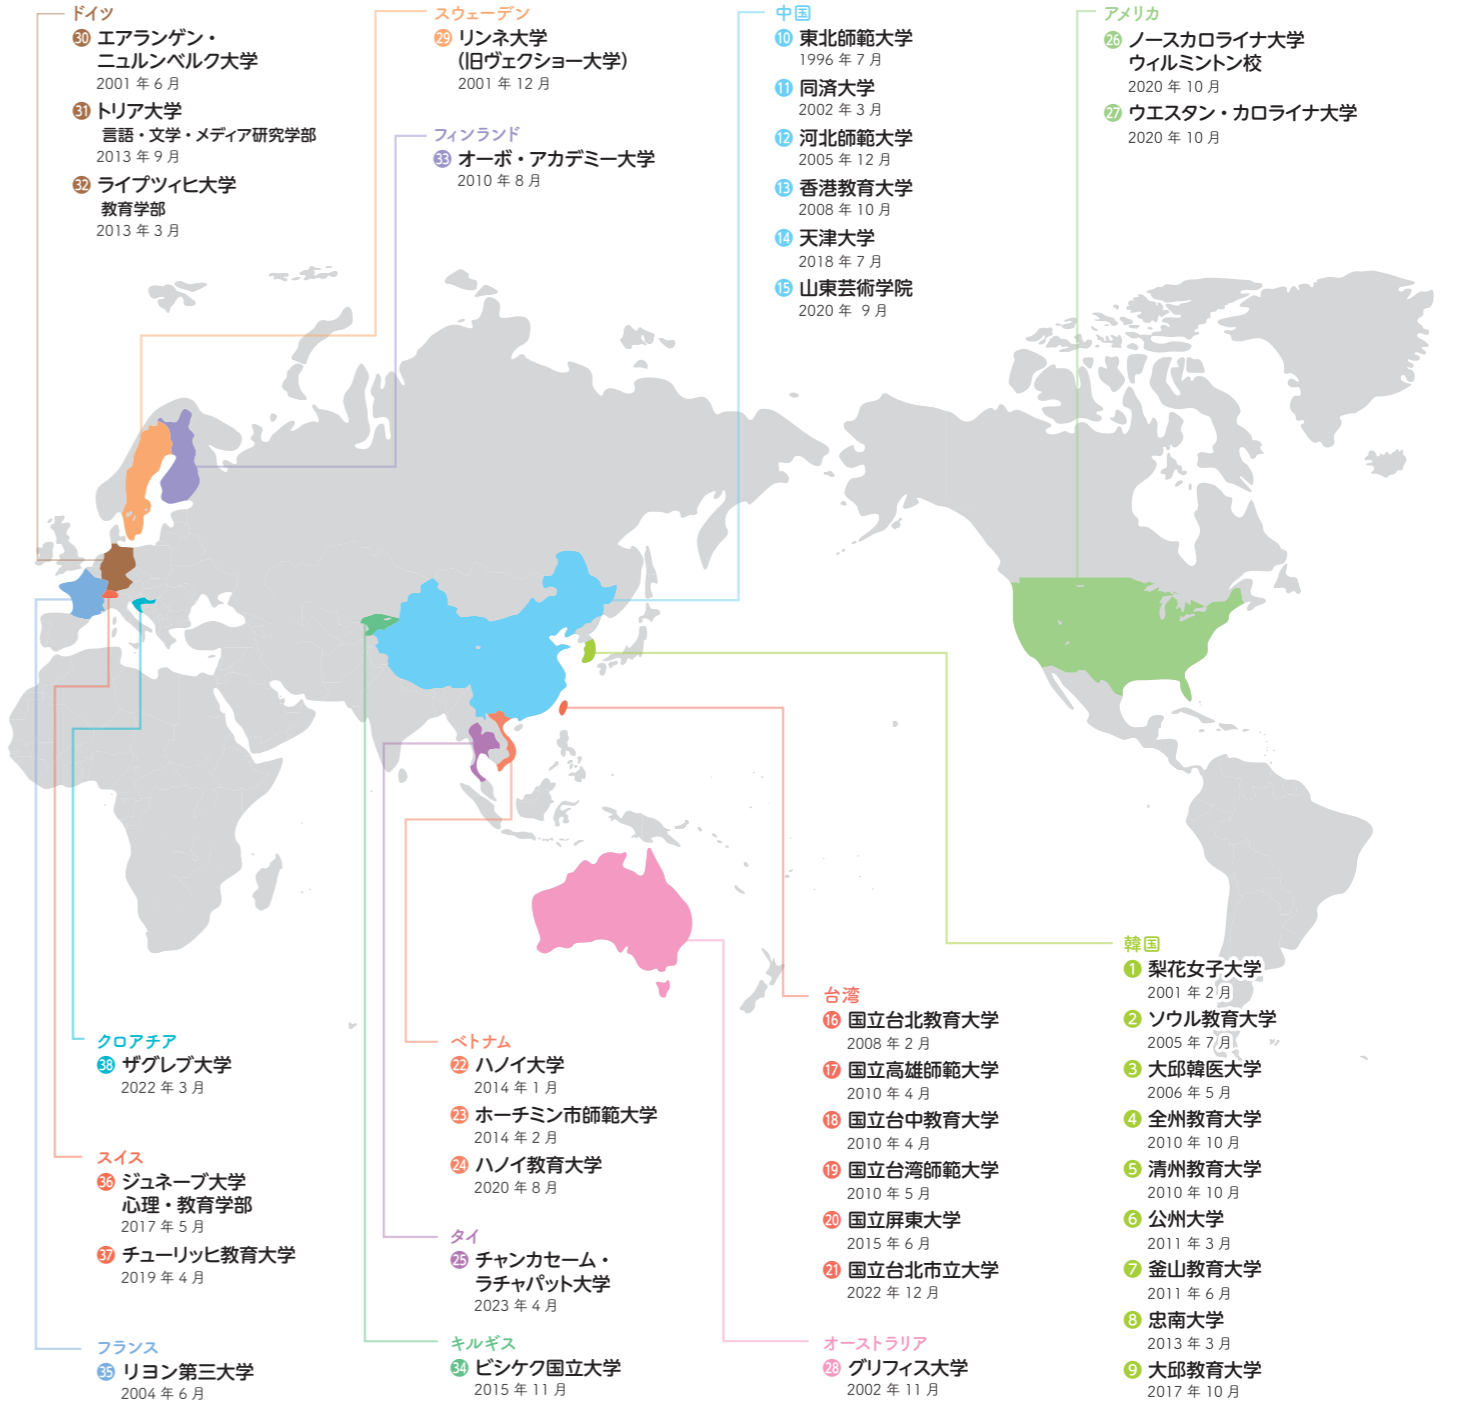 ドイツ
30 エアランゲン・
ニュルンベルク大学
2001 年 6 月
31 トリア大学
言語・文学・メディア研究学部
2013 年 9 月
32 ライプツィヒ大学
教育学部
2013 年 3 月
スウェーデン
29 リンネ大学
(旧ヴェクショー大学)
2001 年 12 月
フィンランド
33 オーボ・アカデミー大学
2010 年 8 月
中国
10 東北師範大学
1996 年 7 月
11 同済大学
2002 年 3 月
12 河北師範大学
2005 年 12 月
13 香港教育大学
2008 年 10 月
14 天津大学
2018 年 7 月
15 山東芸術学院
2020 年 9 月
アメリカ
26 ノースカロライナ大学
ウィルミントン校
2020 年 10 月
27 ウエスタン・カロライナ大学
2020 年 10 月
クロアチア
38 ザグレブ大学
2022 年 3 月
スイス
36 ジュネーブ大学
心理・教育学部
2017 年 5 月
37 チューリッヒ教育大学
2019 年 4 月
フランス
35 リヨン第三大学
2004 年 6 月
ベトナム
22 ハノイ大学
2014 年 1 月
23 ホーチミン市師範大学
2014 年 2 月
24 ハノイ教育大学
2020 年 8 月
タイ
25 チャンカセーム・
ラチャパット大学
2023 年 4 月
キルギス
34 ビシケク国立大学
2015 年 11 月
台湾
16 国立台北教育大学
2008 年 2 月
17 国立高雄師範大学
2010 年 4 月
18 国立台中教育大学
2010 年 4 月
19 国立台湾師範大学
2010 年 5 月
20 国立屏東大学
2015 年 6 月
21 国立台北市立大学
2022 年 12 月
オーストラリア
28 グリフィス大学
2002 年 11 月
韓国
1 梨花女子大学
2001 年 2 月
2 ソウル教育大学
2005 年 7 月
3 大邱韓医大学
2006 年 5 月
4 全州教育大学
2010 年 10 月
5 清州教育大学
2010 年 10 月
6 公州大学
2011 年 3 月
7 釜山教育大学
2011 年 6 月
8 忠南大学
2013 年 3 月
9 大邱教育大学
2017 年 10 月